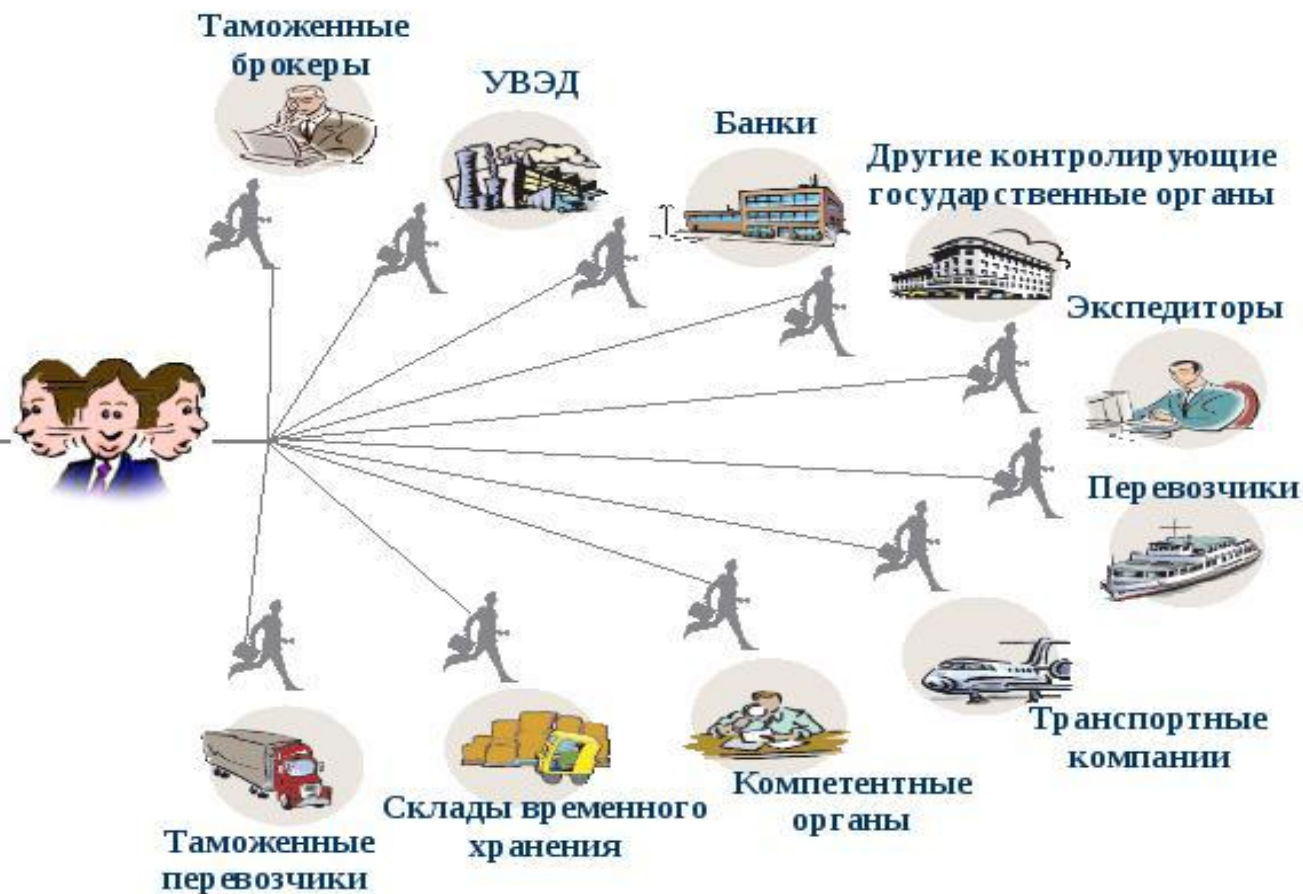 Таможенные
брокеры
УВЭД
Банки
Другие контролирующие
государственные органы
Экспедиторы
Перевозчики
Транспортные
компании
Компетентные
органы
Склады временного
хранения
Таможенные
перевозчики